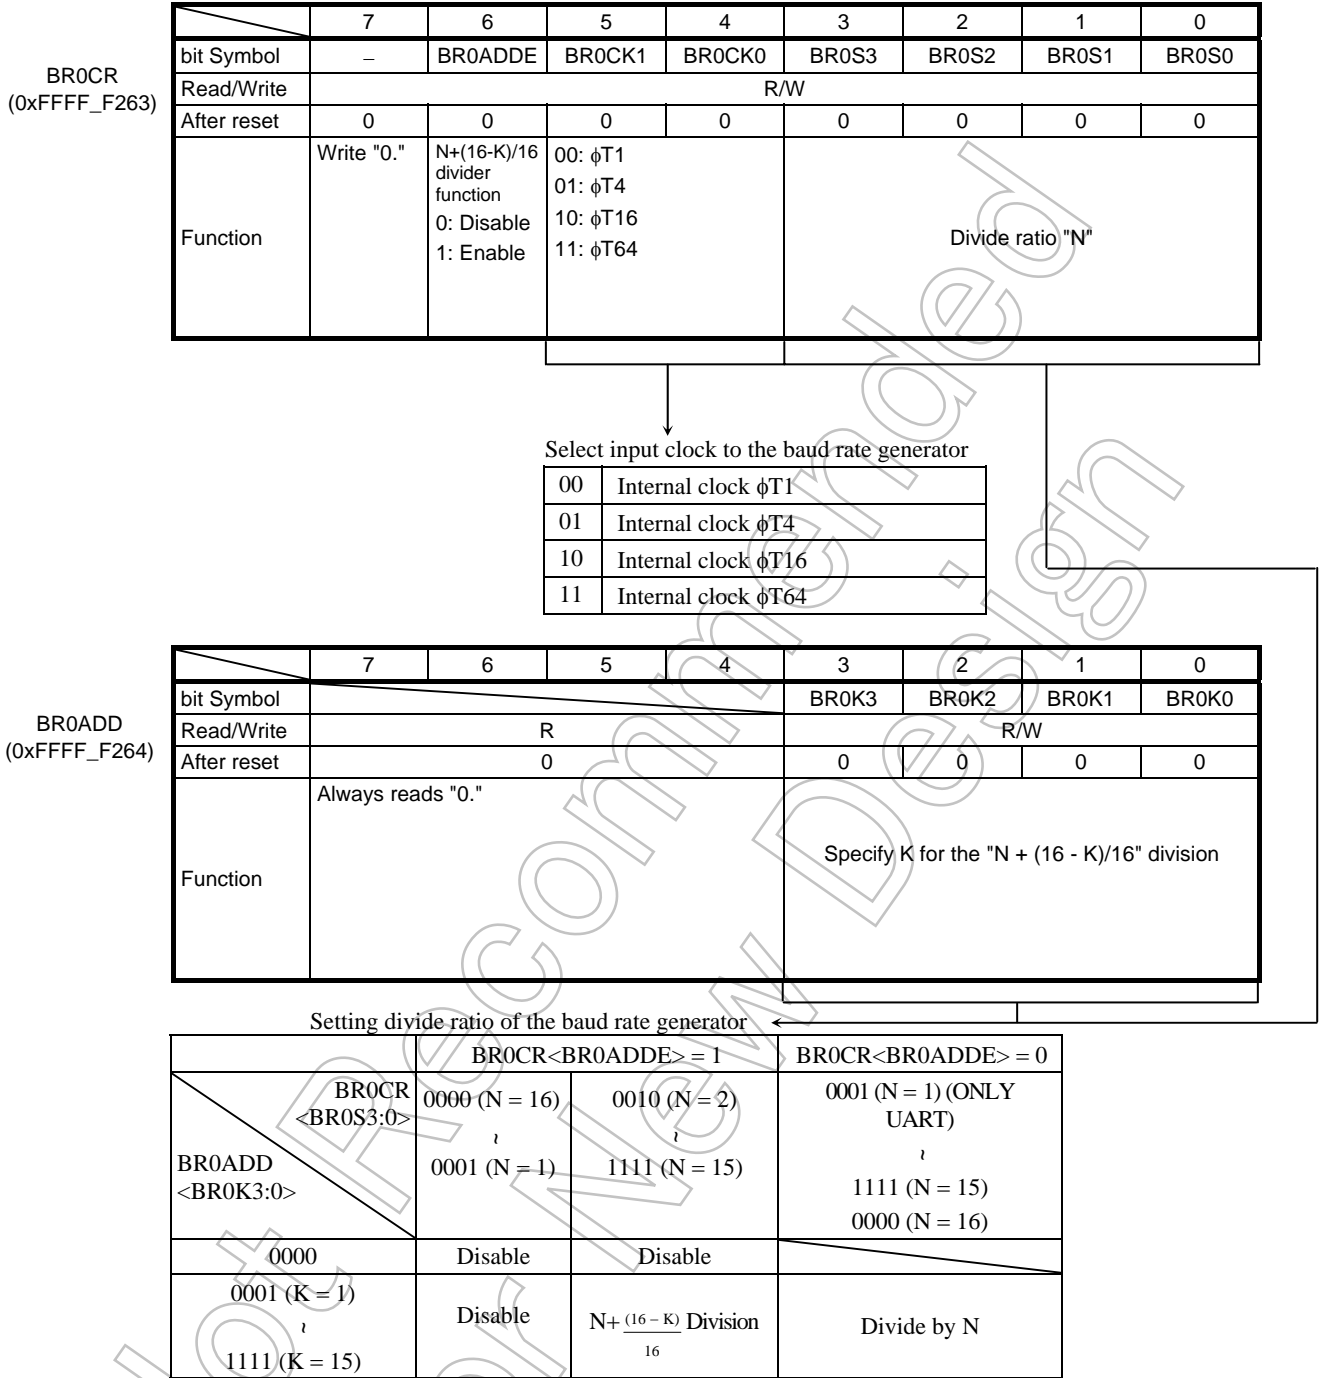 7 6 5 4 3 2 1 0
bit Symbol – BR0ADDE BR0CK1 BR0CK0 BR0S3 BR0S2 BR0S1 BR0S0
BR0CR
(0xFFFF_F263)
Read/Write R/W
After reset 0 0 0 0 0 0 0 0
Function
Write "0."
N+(16-K)/16
divider
function
0: Disable
1: Enable
00: ϕT1
01: ϕT4
10: ϕT16
11: ϕT64
Divide ratio "N"
Select input clock to the baud rate generator
00 Internal clock ϕT1
01 Internal clock ϕT4
10 Internal clock ϕT16
11 Internal clock ϕT64
7 6 5 4 3 2 1 0
bit Symbol BR0K3 BR0K2 BR0K1 BR0K0
BR0ADD
(0xFFFF_F264)
Read/Write R R/W
After reset 0 0 0 0 0
Function
Always reads "0."
Specify K for the "N + (16 - K)/16" division
Setting divide ratio of the baud rate generator
BR0CR<BR0ADDE> = 1 BR0CR<BR0ADDE> = 0
BR0CR
<BR0S3:0>
BR0ADD
<BR0K3:0>
0000 (N = 16)
~
0001 (N = 1)
0010 (N = 2)
~
1111 (N = 15)
0001 (N = 1) (ONLY
UART)
~
1111 (N = 15)
0000 (N = 16)
0000 Disable Disable
0001 (K = 1)
~
1111 (K = 15)
Disable
N+ (16 – K) Division
16
Divide by N
Not Recommended
for New Design